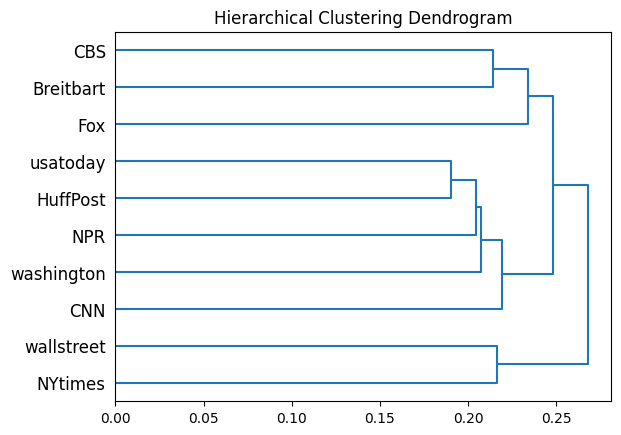 Hierarchical Clustering Dendrogram
CBS
Breitbart
Fox
usatoday
HuffPost
NPR
washington
CNN
wallstreet
NYtimes
0.00 0.05 0.10 0.15 0.20 0.25